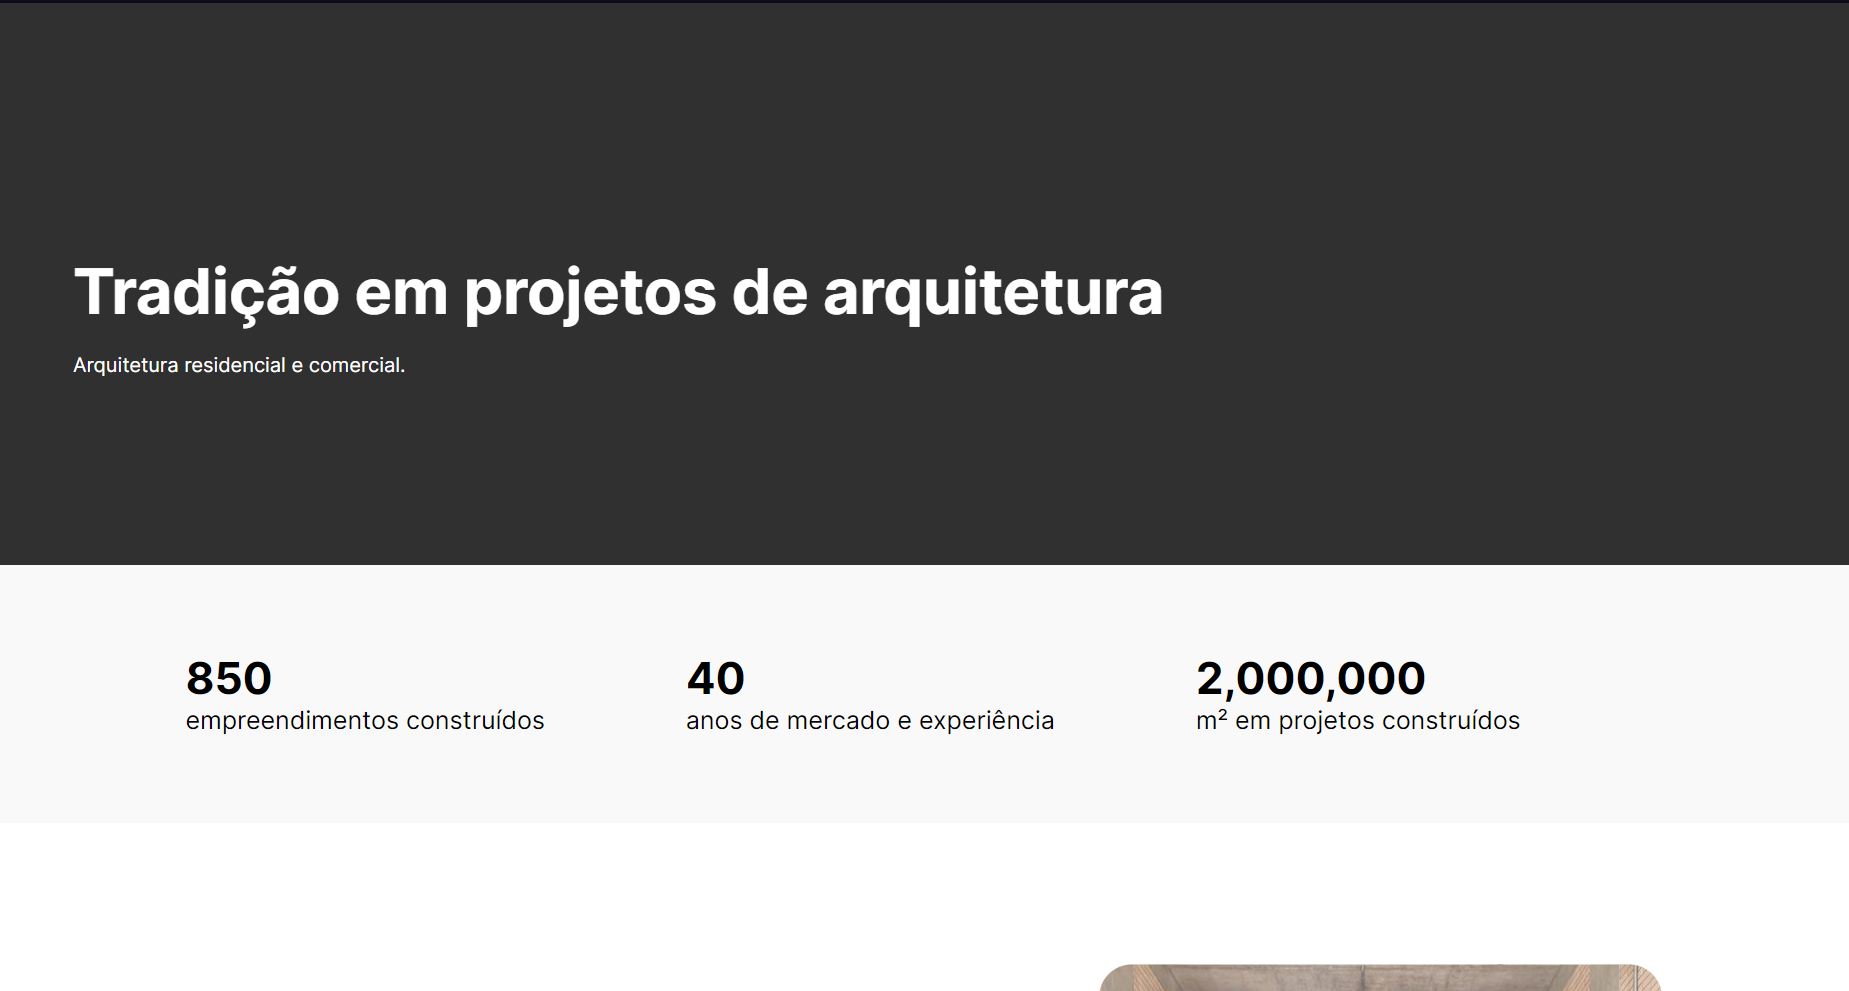 Tradição em projetos de arquitetura
Arquitetura residencial e comercial.
850
empreendimentos construídos
40
anos de mercado e experiência
2,000,000
m² em projetos construídos